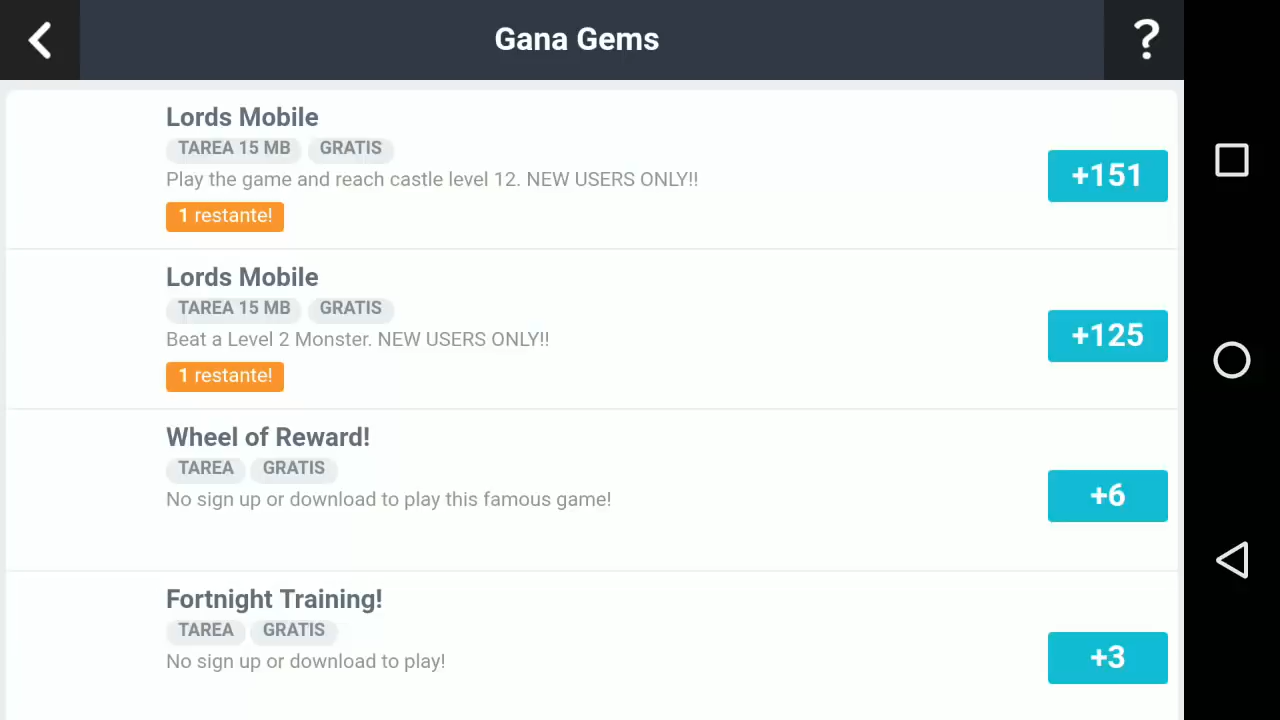 Gana Gems
?
Lords Mobile
TAREA 15 MB GRATIS
Play the game and reach castle level 12. NEW USERS ONLY!!
+151
1 restante!
Lords Mobile
TAREA 15 MB GRATIS
Beat a Level 2 Monster. NEW USERS ONLY!!
+125
1 restante!
Wheel of Reward!
TAREA GRATIS
No sign up or download to play this famous game!
+6
Fortnight Training!
TAREA GRATIS
No sign up or download to play!
+3